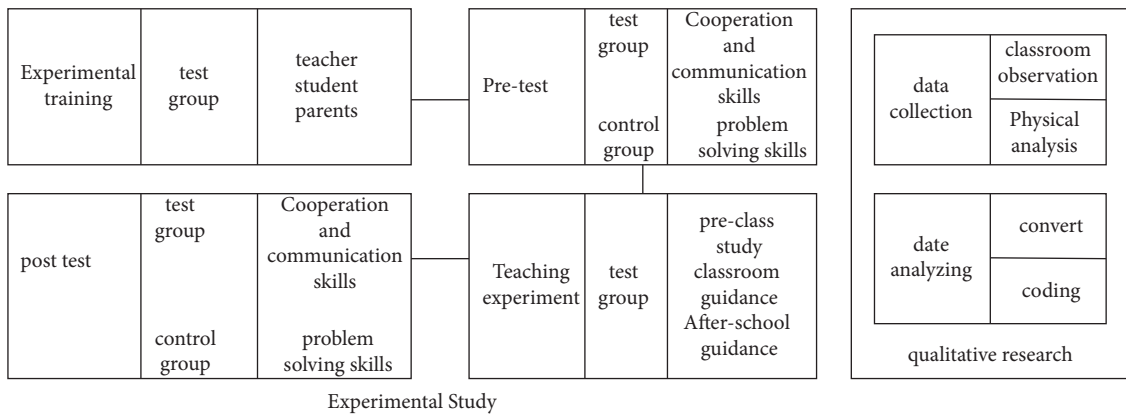 Experimental
training
test
group
teacher
student
parents
Pre-test
test
group
control
group
Cooperation
and
communication
skills
problem
solving skills
data
collection
classroom
observation
Physical
analysis
post test
test
group
control
group
Cooperation
and
communication
skills
problem
solving skills
Teaching
experiment
test
group
pre-class
study
classroom
guidance
After-school
guidance
date
analyzing
convert
coding
qualitative research
Experimental Study